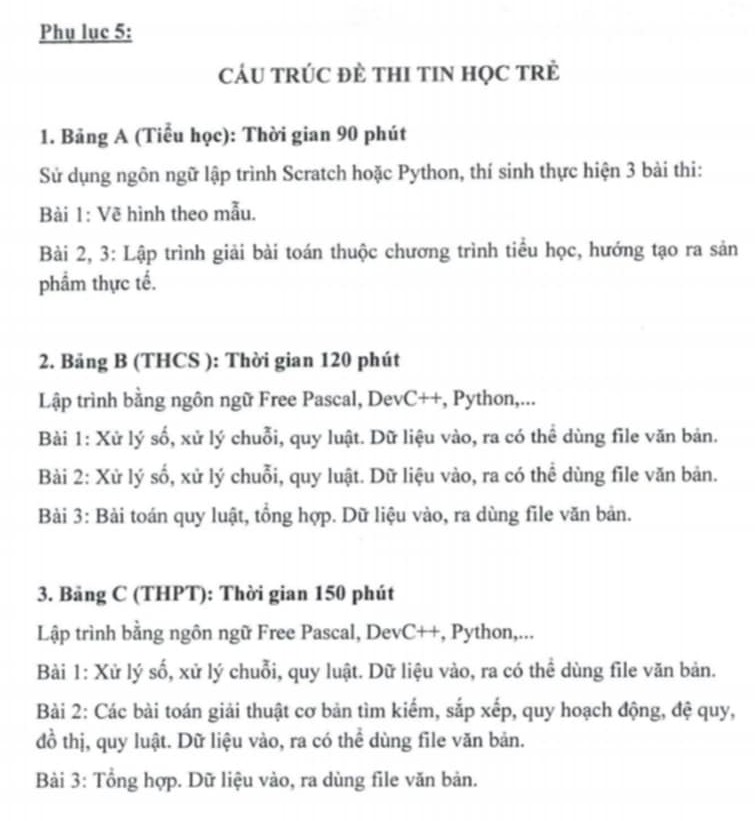 Phụ lục 5:
CẤU TRÚC ĐỀ THI TIN HỌC TRẺ
1. Bảng A (Tiểu học): Thời gian 90 phút
Sử dụng ngôn ngữ lập trình Scratch hoặc Python, thí sinh thực hiện 3 bài thi:
Bài 1: Vẽ hình theo mẫu.
Bài 2, 3: Lập trình giải bài toán thuộc chương trình tiểu học, hướng tạo ra sản
phẩm thực tế.
2. Bảng B (THCS ): Thời gian 120 phút
Lập trình bằng ngôn ngữ Free Pascal, DevC++, Python,...
Bài 1: Xử lý số, xử lý chuỗi, quy luật. Dữ liệu vào, ra có thể dùng file văn bản.
Bài 2: Xử lý số, xử lý chuỗi, quy luật. Dữ liệu vào, ra có thể dùng file văn bản.
Bài 3: Bài toán quy luật, tổng hợp. Dữ liệu vào, ra dùng file văn bản.
3. Bảng C (THPT): Thời gian 150 phút
Lập trình bằng ngôn ngữ Free Pascal, DevC++, Python,...
Bài 1: Xử lý số, xử lý chuỗi, quy luật. Dữ liệu vào, ra có thể dùng file văn bản.
Bài 2: Các bài toán giải thuật cơ bản tìm kiếm, sắp xếp, quy hoạch động, đệ quy,
đồ thị, quy luật. Dữ liệu vào, ra có thể dùng file văn bản.
Bài 3: Tổng hợp. Dữ liệu vào, ra dùng file văn bản.